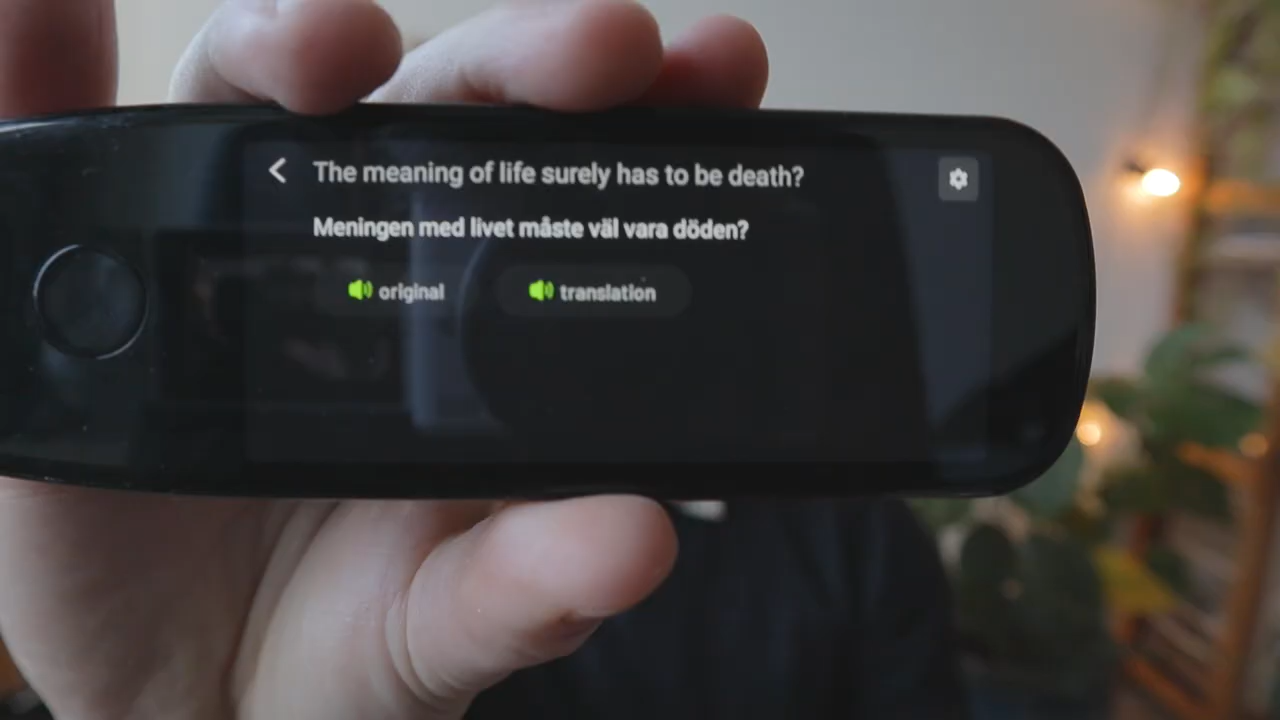 The meaning of life surely has to be death?
Meningen med livet måste väl vara döden?
original translation